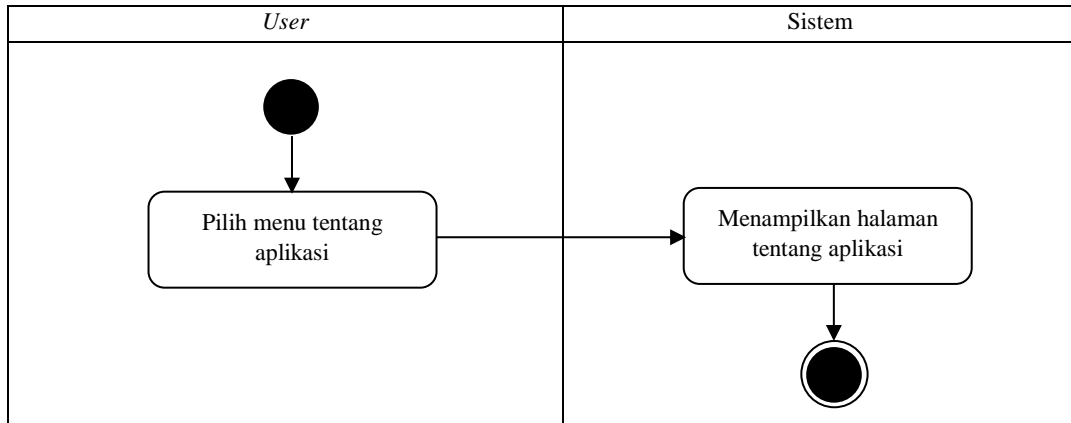 User
Sistem
Pilih menu tentang
aplikasi
Menampilkan halaman
tentang aplikasi